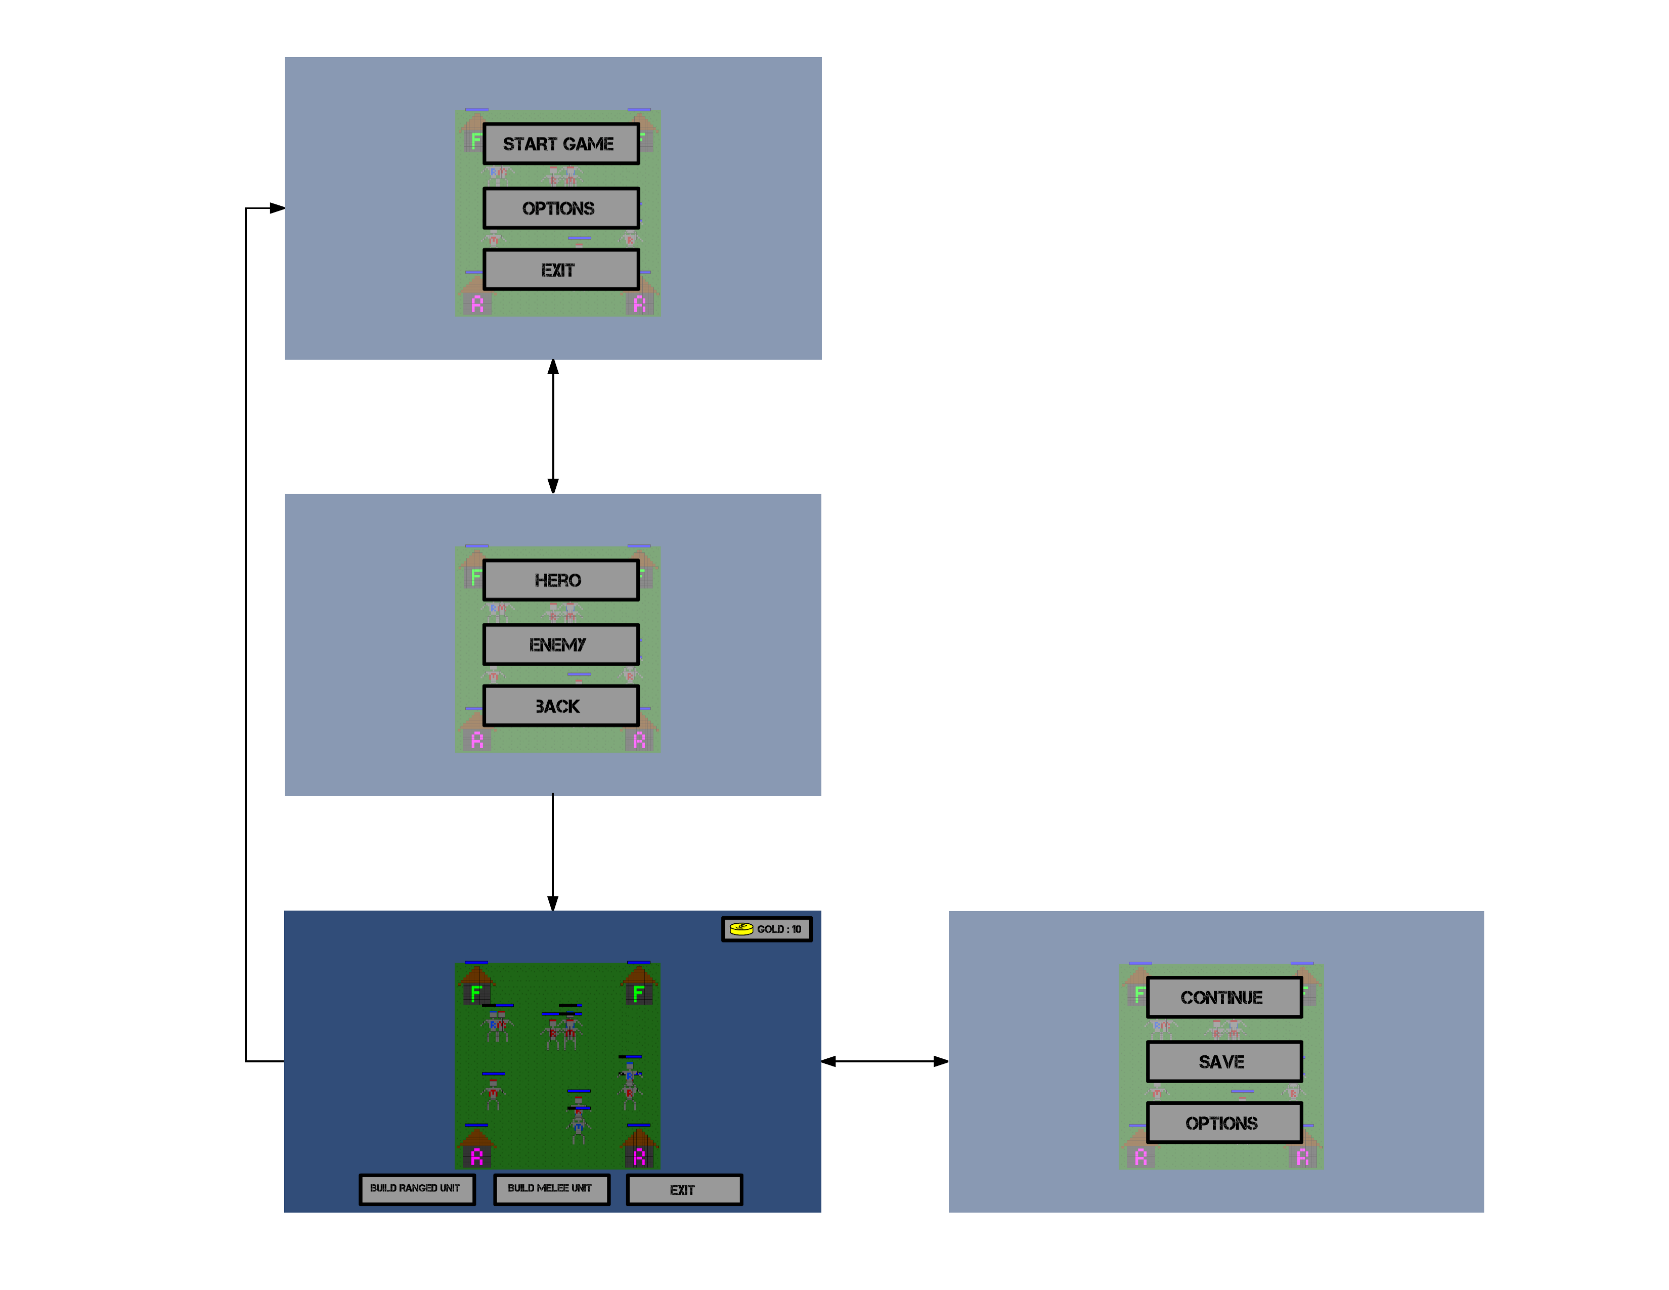 F F
START GAME
OPTIONS
EXIT
A A
F F
HERO
ENEMY
BACK
A A
GOLD : 10
F F
A A
BUILD RANGED UNIT
BUILD MELEE UNIT
EXIT
F F
CONTINUE
SAVE
OPTIONS
A A